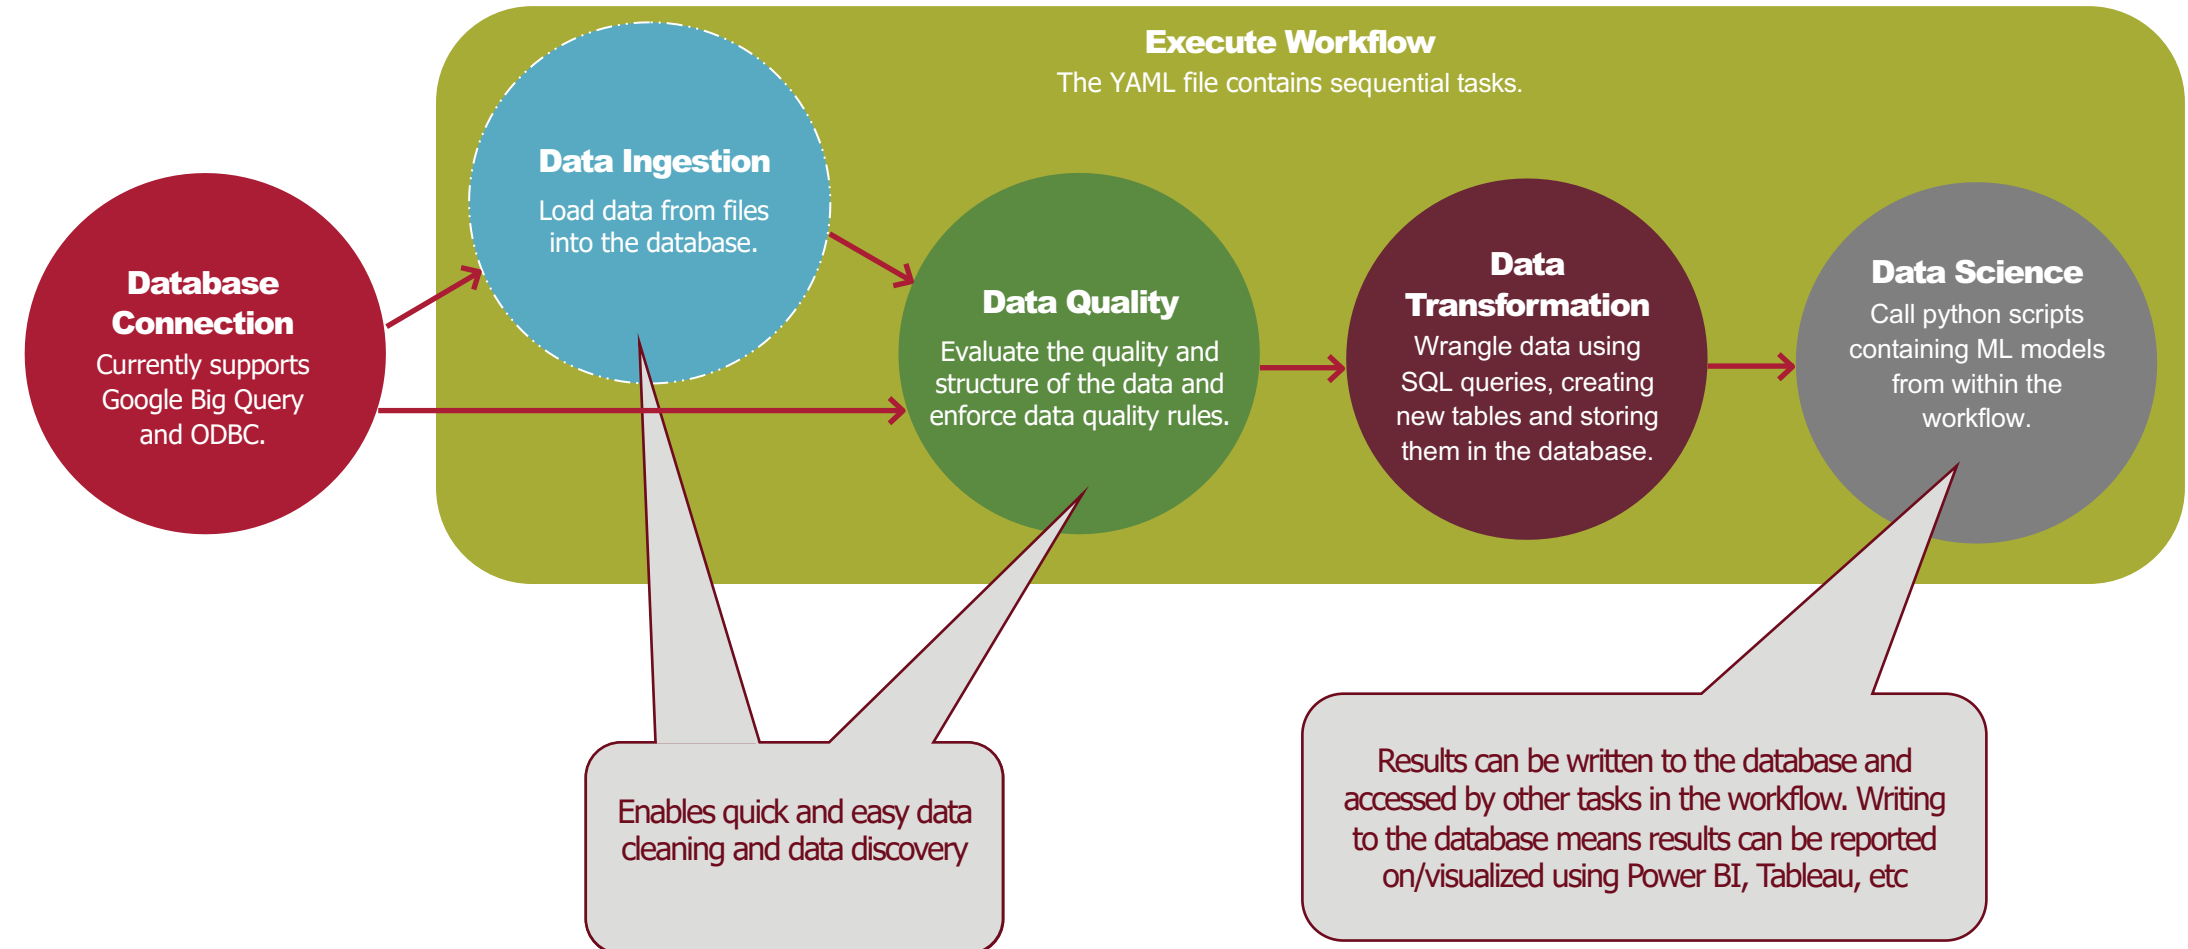 Execute Workflow
The YAML file contains sequential tasks.
Database
Connection
Currently supports
Google Big Query
and ODBC.
Data Ingestion
Load data from files
into the database.
Data Quality
Evaluate the quality and
structure of the data and
enforce data quality rules.
Data
Transformation
Wrangle data using
SQL queries, creating
new tables and storing
them in the database.
Data Science
Call python scripts
containing ML models
from within the
workflow.
Enables quick and easy data
cleaning and data discovery
Results can be written to the database and
accessed by other tasks in the workflow. Writing
to the database means results can be reported
on/visualized using Power BI, Tableau, etc